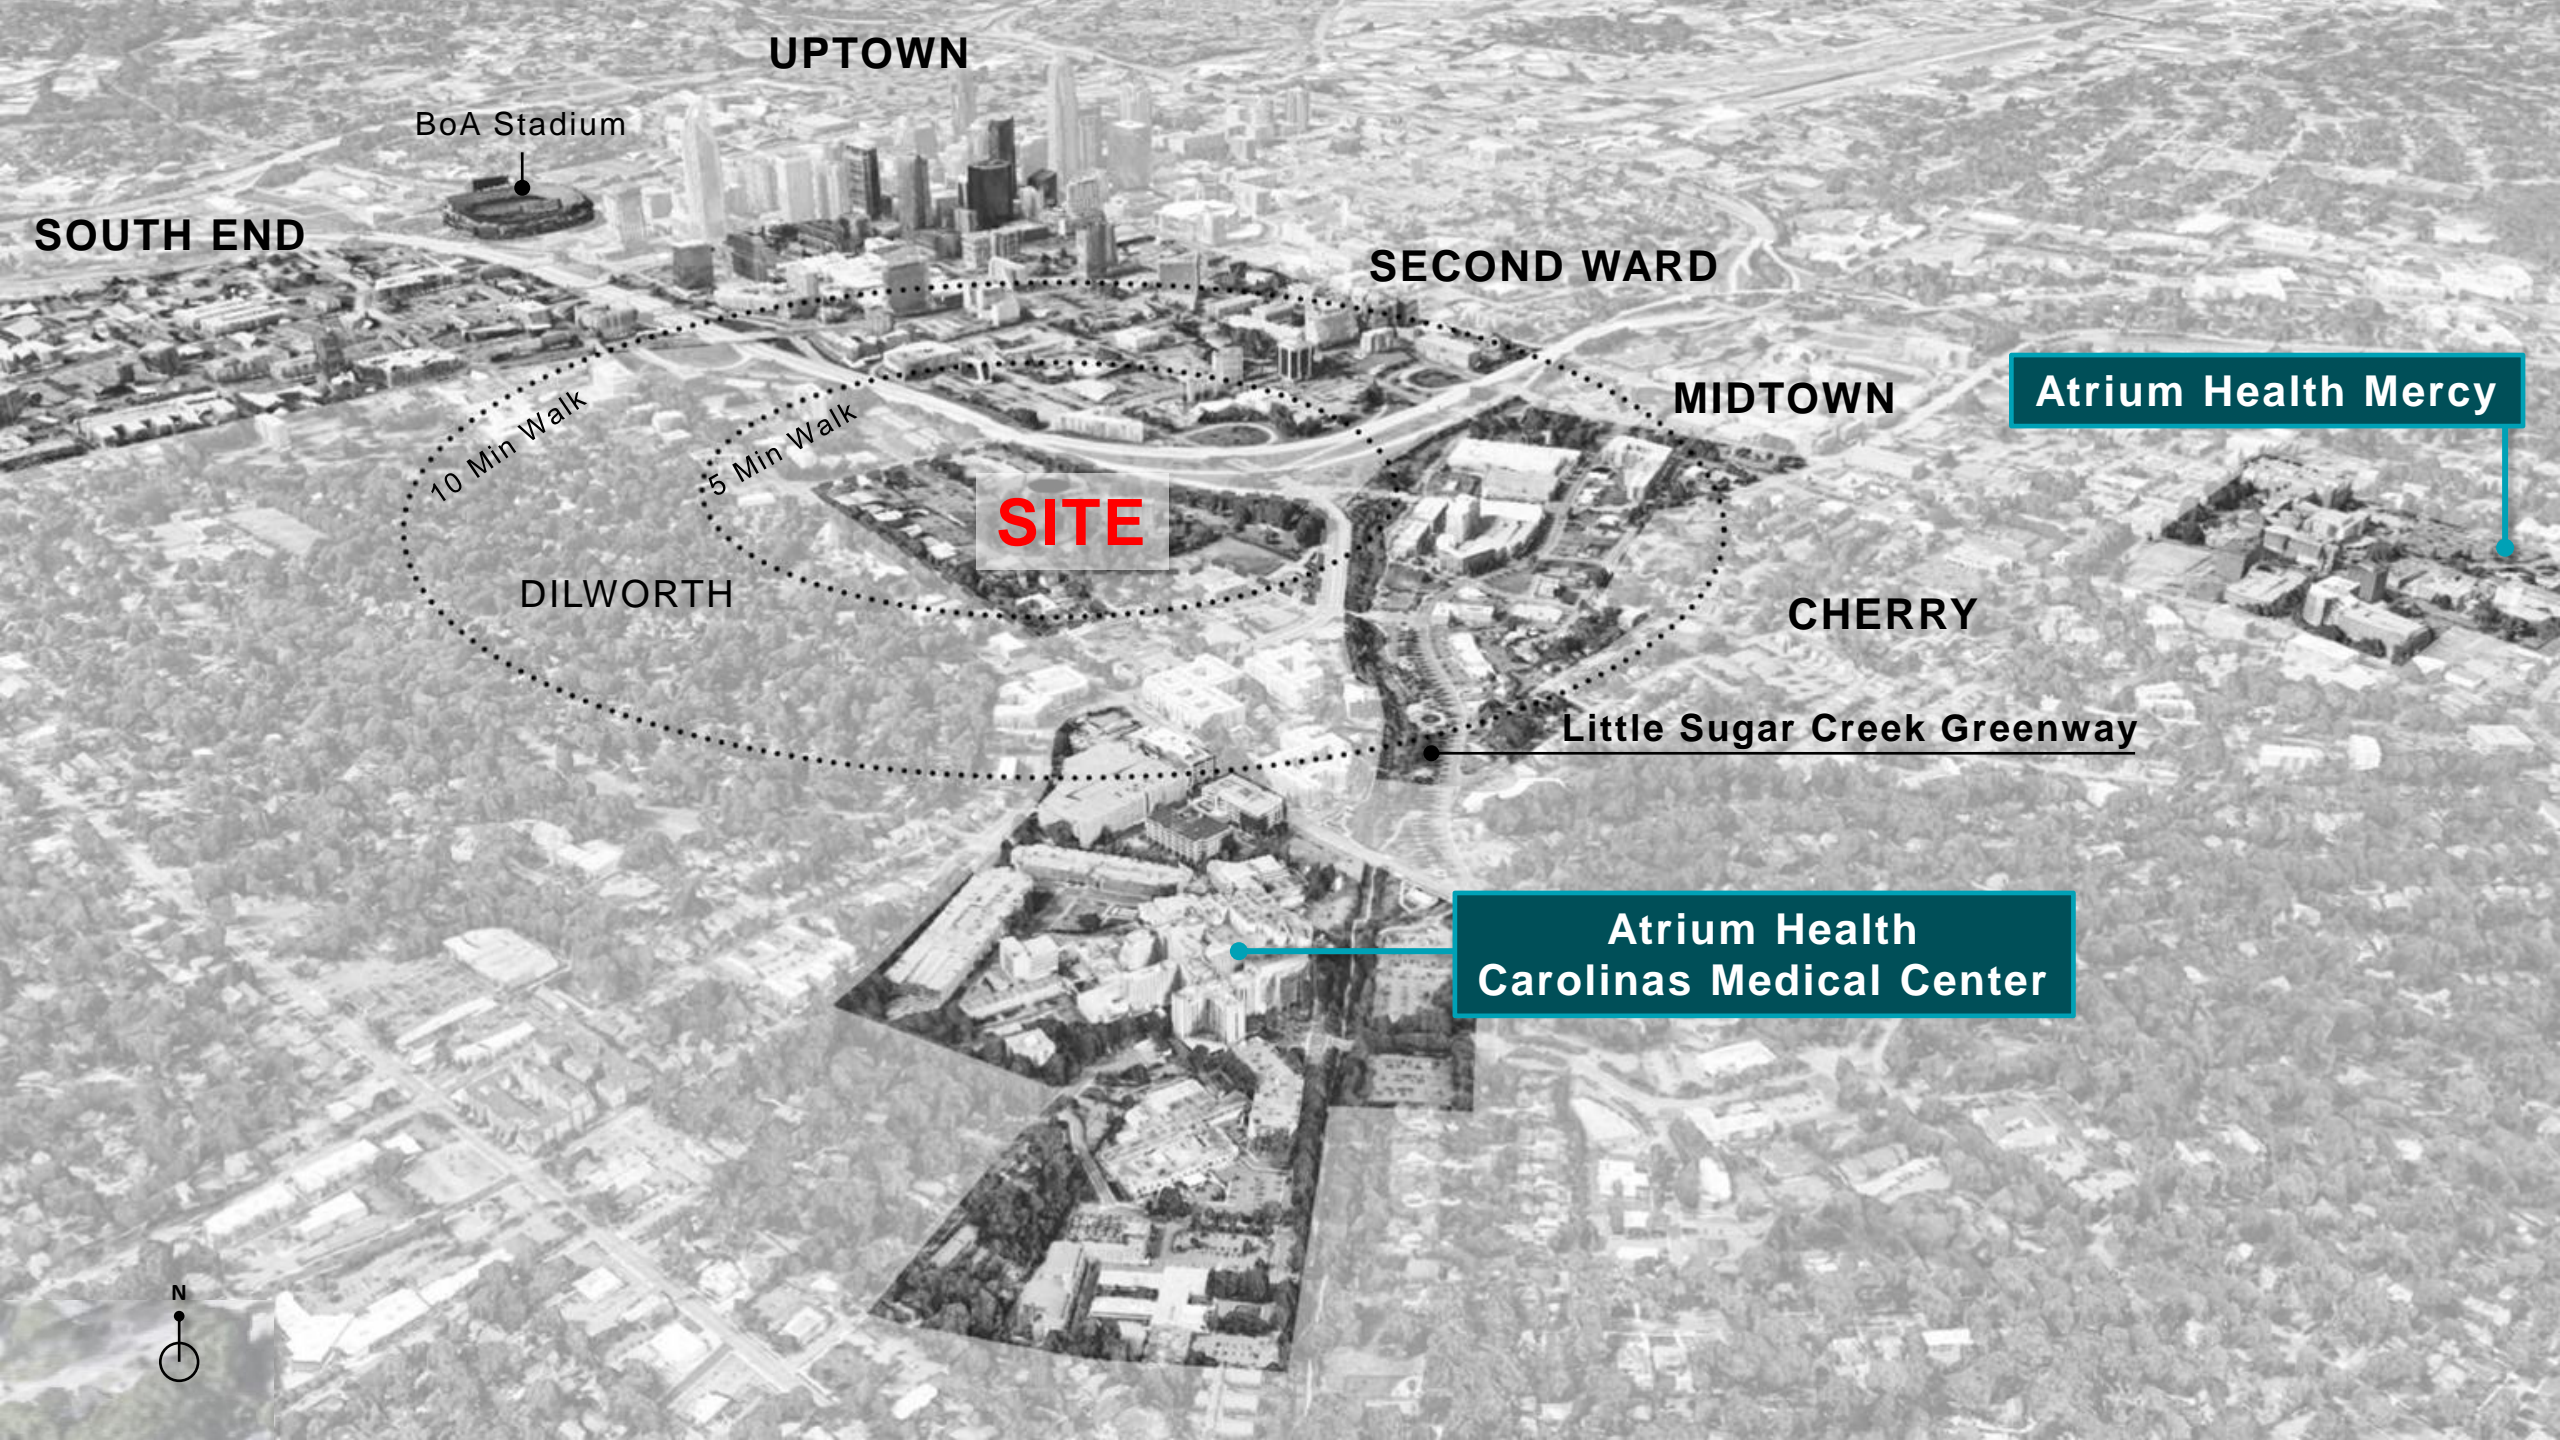 UPTOWN
BoA Stadium
SOUTH END
SECOND WARD
MIDTOWN
Atrium Health Mercy
10 Min Walk
5 Min Walk
SITE
DILWORTH
CHERRY
Little Sugar Creek Greenway
Atrium Health
Carolinas Medical Center
N